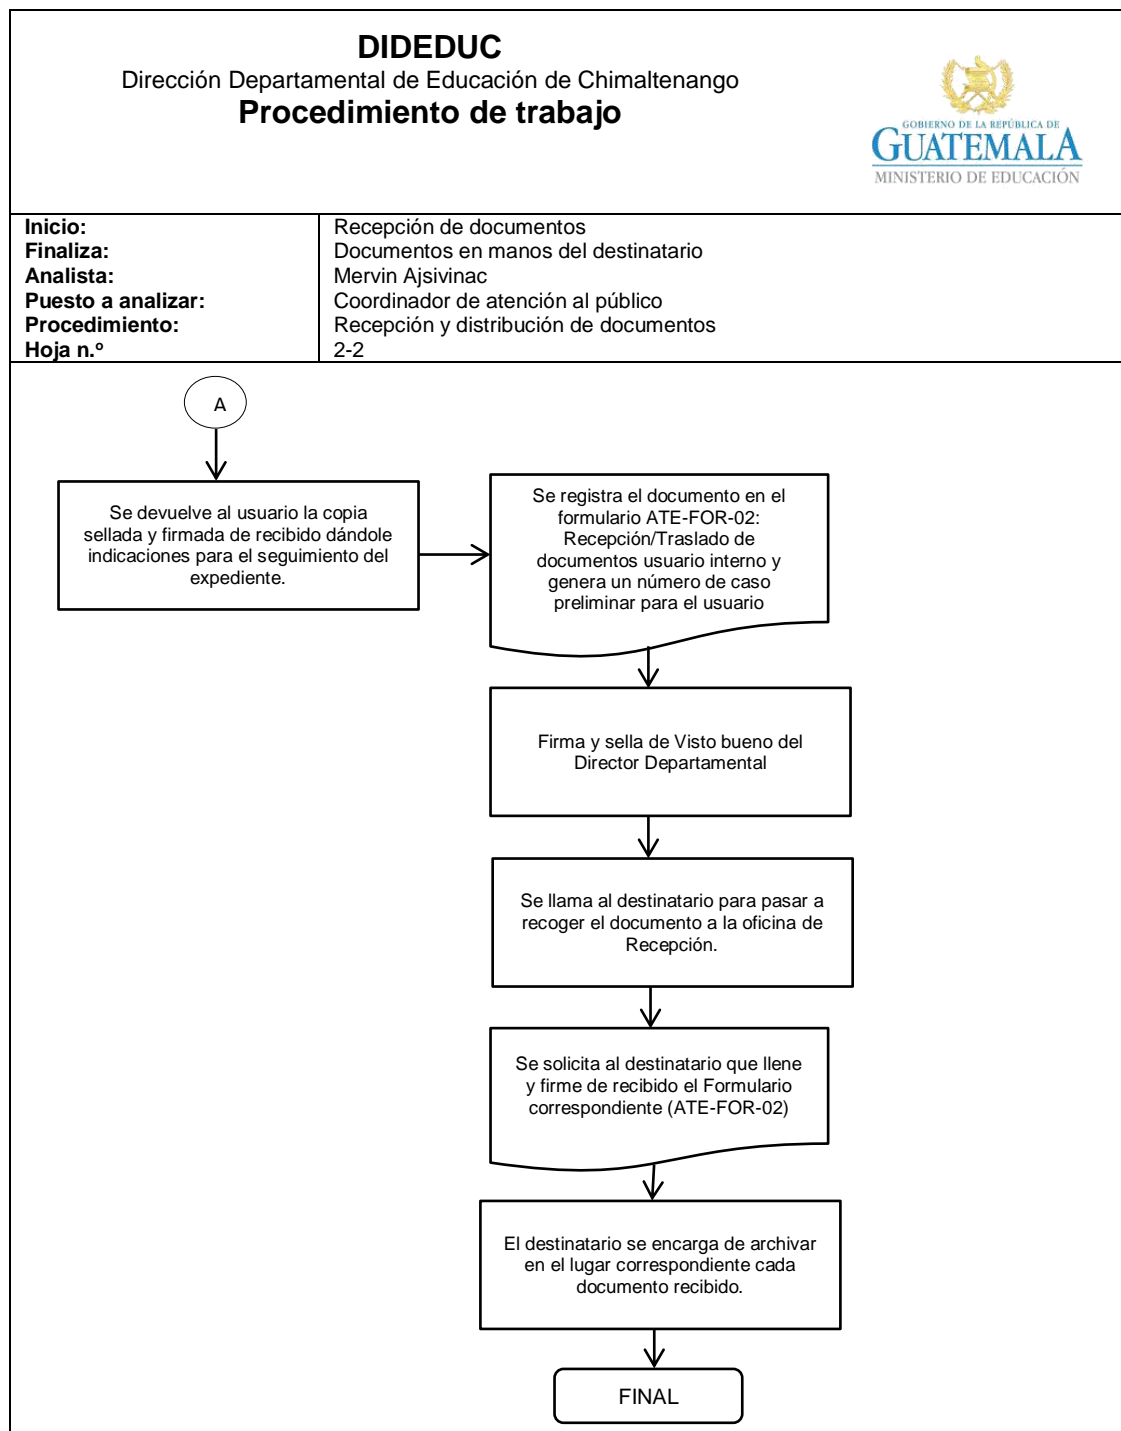 DIDEDUC
Dirección Departamental de Educación de Chimaltenango
Procedimiento de trabajo
GOBIERNO DE LA REPÚBLICA DE
GUATEMALA
MINISTERIO DE EDUCACIÓN
Inicio: Recepción de documentos
Finaliza: Documentos en manos del destinatario
Analista: Mervin Ajsivinac
Puesto a analizar: Coordinador de atención al público
Procedimiento: Recepción y distribución de documentos
Hoja n.º 2-2
A
Se devuelve al usuario la copia
sellada y firmada de recibido dándole
indicaciones para el seguimiento del
expediente.
Se registra el documento en el
formulario ATE-FOR-02:
Recepción/Traslado de
documentos usuario interno y
genera un número de caso
preliminar para el usuario
Firma y sella de Visto bueno del
Director Departamental
Se llama al destinatario para pasar a
recoger el documento a la oficina de
Recepción.
Se solicita al destinatario que llene
y firme de recibido el Formulario
correspondiente (ATE-FOR-02)
El destinatario se encarga de archivar
en el lugar correspondiente cada
documento recibido.
FINAL